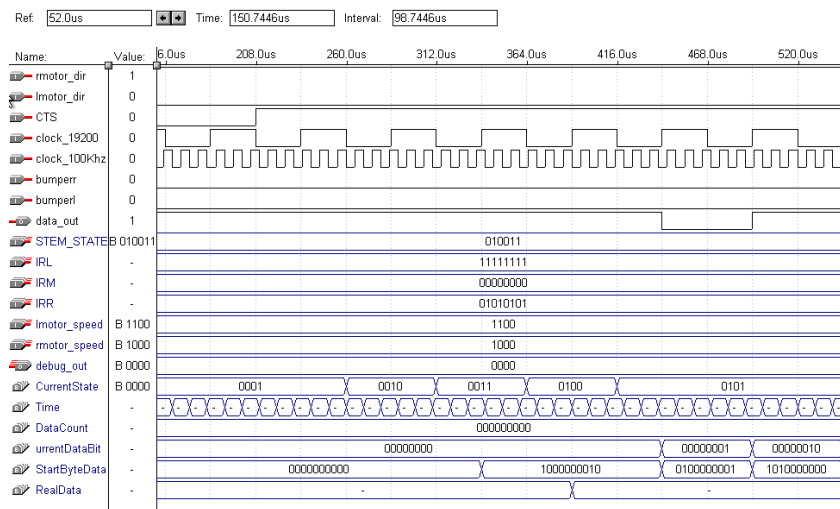 Ref: 52.0us Time: 150.7446us Interval: 98.7446us
Name: Value: 6.0us 208.0us 260.0us 312.0us 364.0us 416.0us 468.0us 520.0us
rmotor_dir 1
lmotor_dir 0
CTS 0
clock_19200 0
clock_100Khz 0
bumperr 0
bumperl 0
data_out 1
STEM_STATE B 010011 010011
IRL - 11111111
IRM - 00000000
IRR - 01010101
lmotor_speed B 1100 1100
rmotor_speed B 1000 1000
debug_out B 0000 0000
CurrentState B 0000 0001 0010 0011 0100 0101
Time - - - - - - - - - - - - - - - - - - - - - - - - - - - - - - - - - - - - - - -
DataCount - 000000000
urrentDataBit - 00000000 00000001 00000010
StartByteData - 0000000000 1000000010 0100000001 1010000000
RealData - - -